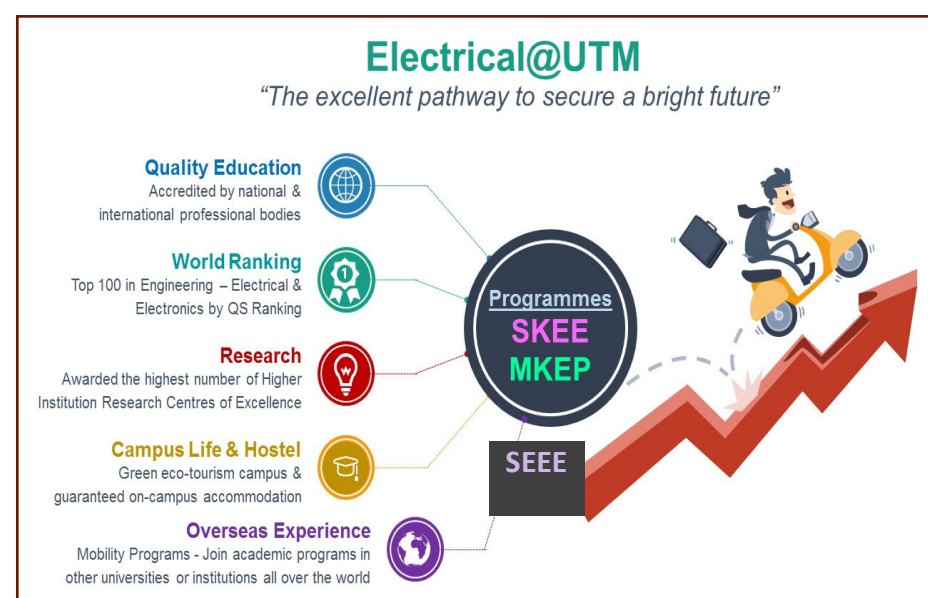 Electrical@UTM
“The excellent pathway to secure a bright future”
Quality Education
Accredited by national &
international professional bodies
World Ranking
Top 100 in Engineering – Electrical &
Electronics by QS Ranking
1
Research
Awarded the highest number of Higher
Institution Research Centres of Excellence
Campus Life & Hostel
Green eco-tourism campus &
guaranteed on-campus accommodation
Overseas Experience
Mobility Programs - Join academic programs in
other universities or institutions all over the world
Programmes
SKEE
MKEP
SEEE